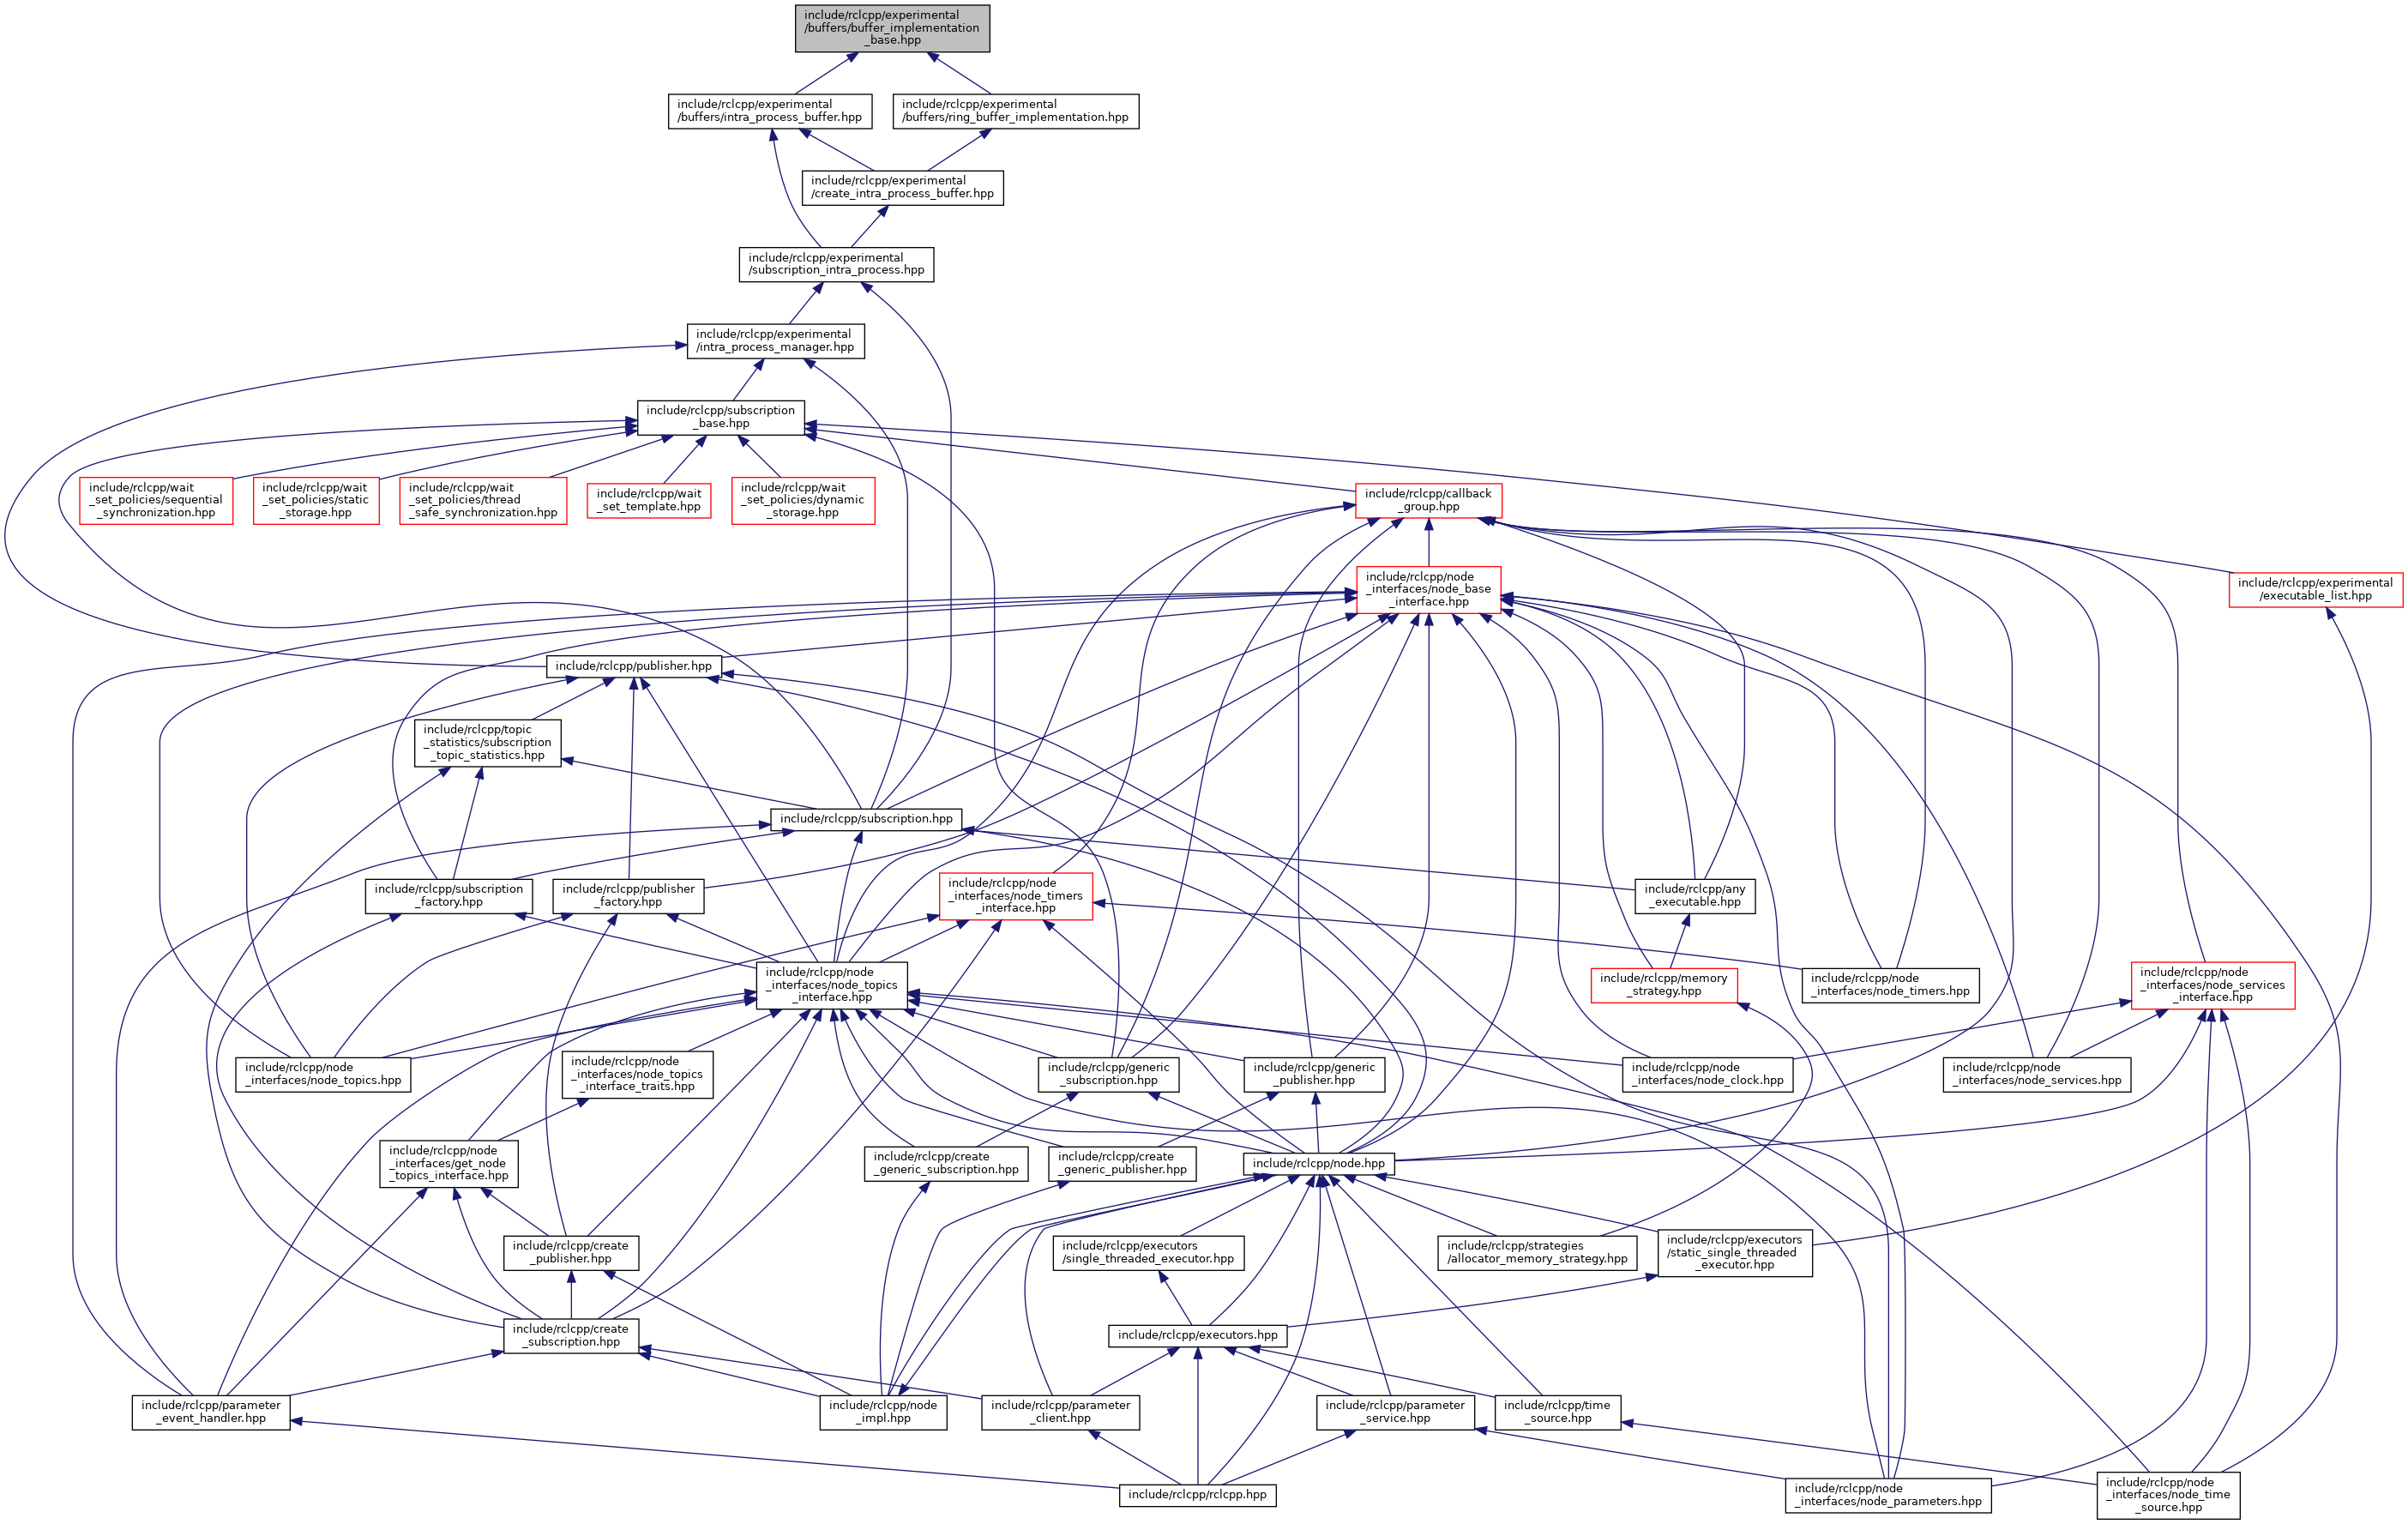 include/rclcpp/experimental
/buffers/buffer_implementation
_base.hpp
include/rclcpp/experimental
/buffers/intra_process_buffer.hpp
include/rclcpp/experimental
/buffers/ring_buffer_implementation.hpp
include/rclcpp/experimental
/create_intra_process_buffer.hpp
include/rclcpp/experimental
/subscription_intra_process.hpp
include/rclcpp/experimental
/intra_process_manager.hpp
include/rclcpp/subscription
_base.hpp
include/rclcpp/wait
_set_policies/sequential
_synchronization.hpp
include/rclcpp/wait
_set_policies/static
_storage.hpp
include/rclcpp/wait
_set_policies/thread
_safe_synchronization.hpp
include/rclcpp/wait
_set_template.hpp
include/rclcpp/wait
_set_policies/dynamic
_storage.hpp
include/rclcpp/callback
_group.hpp
include/rclcpp/node
_interfaces/node_base
_interface.hpp
include/rclcpp/experimental
/executable_list.hpp
include/rclcpp/publisher.hpp
include/rclcpp/topic
_statistics/subscription
_topic_statistics.hpp
include/rclcpp/subscription.hpp
include/rclcpp/subscription
_factory.hpp
include/rclcpp/publisher
_factory.hpp
include/rclcpp/node
_interfaces/node_timers
_interface.hpp
include/rclcpp/any
_executable.hpp
include/rclcpp/node
_interfaces/node_topics
_interface.hpp
include/rclcpp/memory
_strategy.hpp
include/rclcpp/node
_interfaces/node_timers.hpp
include/rclcpp/node
_interfaces/node_services
_interface.hpp
include/rclcpp/node
_interfaces/node_topics.hpp
include/rclcpp/node
_interfaces/node_topics
_interface_traits.hpp
include/rclcpp/generic
_subscription.hpp
include/rclcpp/generic
_publisher.hpp
include/rclcpp/node
_interfaces/node_clock.hpp
include/rclcpp/node
_interfaces/node_services.hpp
include/rclcpp/node
_interfaces/get_node
_topics_interface.hpp
include/rclcpp/create
_generic_subscription.hpp
include/rclcpp/create
_generic_publisher.hpp
include/rclcpp/node.hpp
include/rclcpp/create
_publisher.hpp
include/rclcpp/executors
/single_threaded_executor.hpp
include/rclcpp/strategies
/allocator_memory_strategy.hpp
include/rclcpp/executors
/static_single_threaded
_executor.hpp
include/rclcpp/create
_subscription.hpp
include/rclcpp/executors.hpp
include/rclcpp/parameter
_event_handler.hpp
include/rclcpp/node
_impl.hpp
include/rclcpp/parameter
_client.hpp
include/rclcpp/parameter
_service.hpp
include/rclcpp/time
_source.hpp
include/rclcpp/rclcpp.hpp
include/rclcpp/node
_interfaces/node_parameters.hpp
include/rclcpp/node
_interfaces/node_time
_source.hpp